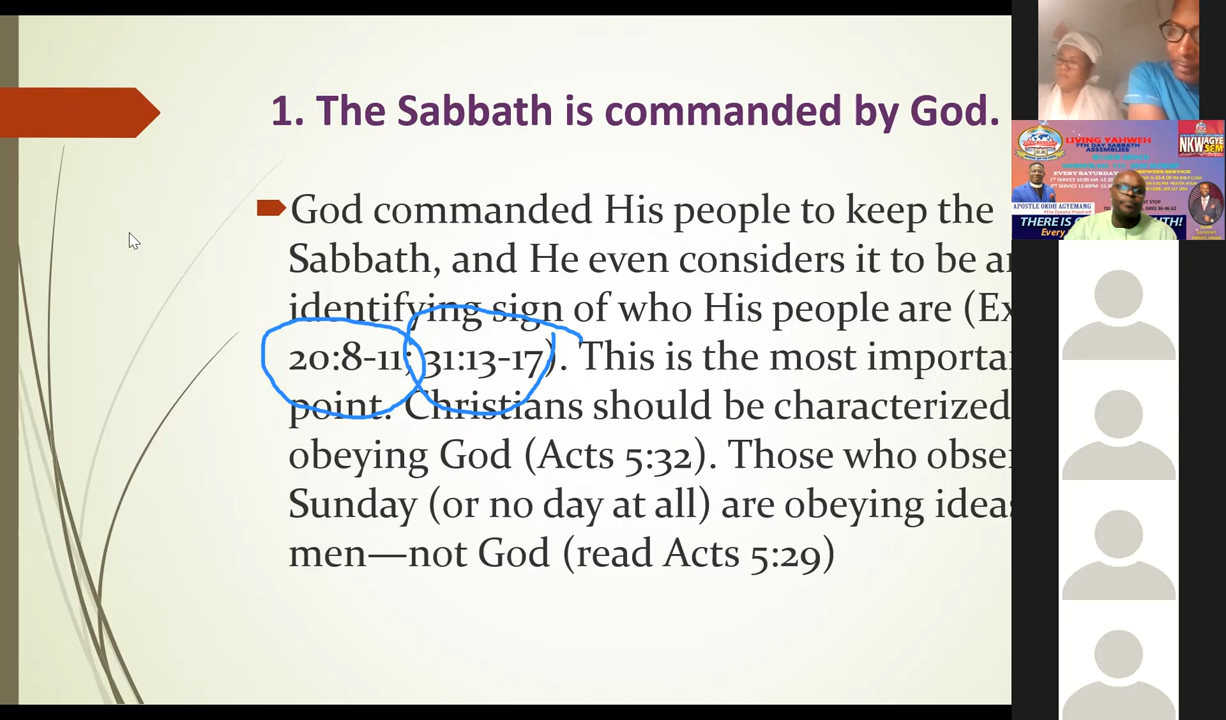 1. The Sabbath is commanded by God.
God commanded His people to keep the
Sabbath, and He even considers it to be
identifying sign of who His people are (Ex
20:8-11; 31:13-17). This is the most
point. Christians should be characterized
obeying God (Acts 5:32). Those who
Sunday (or no day at all) are obeying
men—not God (read Acts 5:29)
LIVING YAHWEH
7TH DAY SABBATH
ASSEMBLIES
NKWAGYE
SEM
EVERY SATURDAY
APOSTLE OKOH AGYEMANG
THERE IS